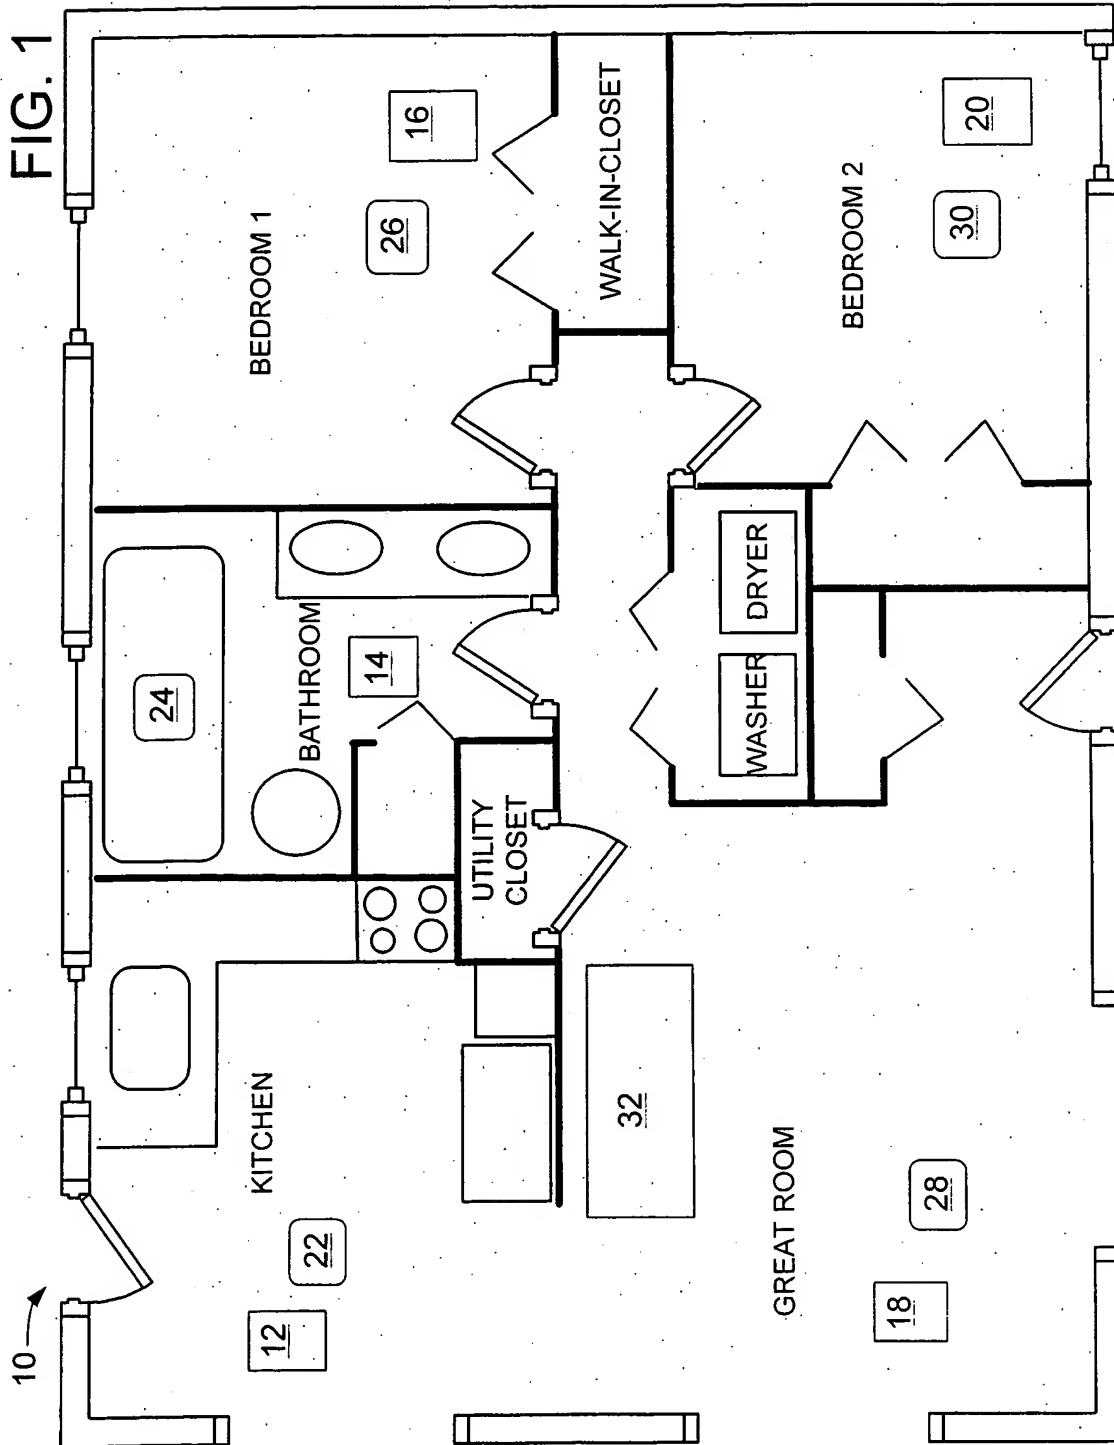 FIG. 1
10
12
22
KITCHEN
24
BATHROOM
14
BEDROOM 1
26
16
UTILITY
CLOSET
WALK-IN-CLOSET
32
WASHER
DRYER
GREAT ROOM
18
28
BEDROOM 2
30
20